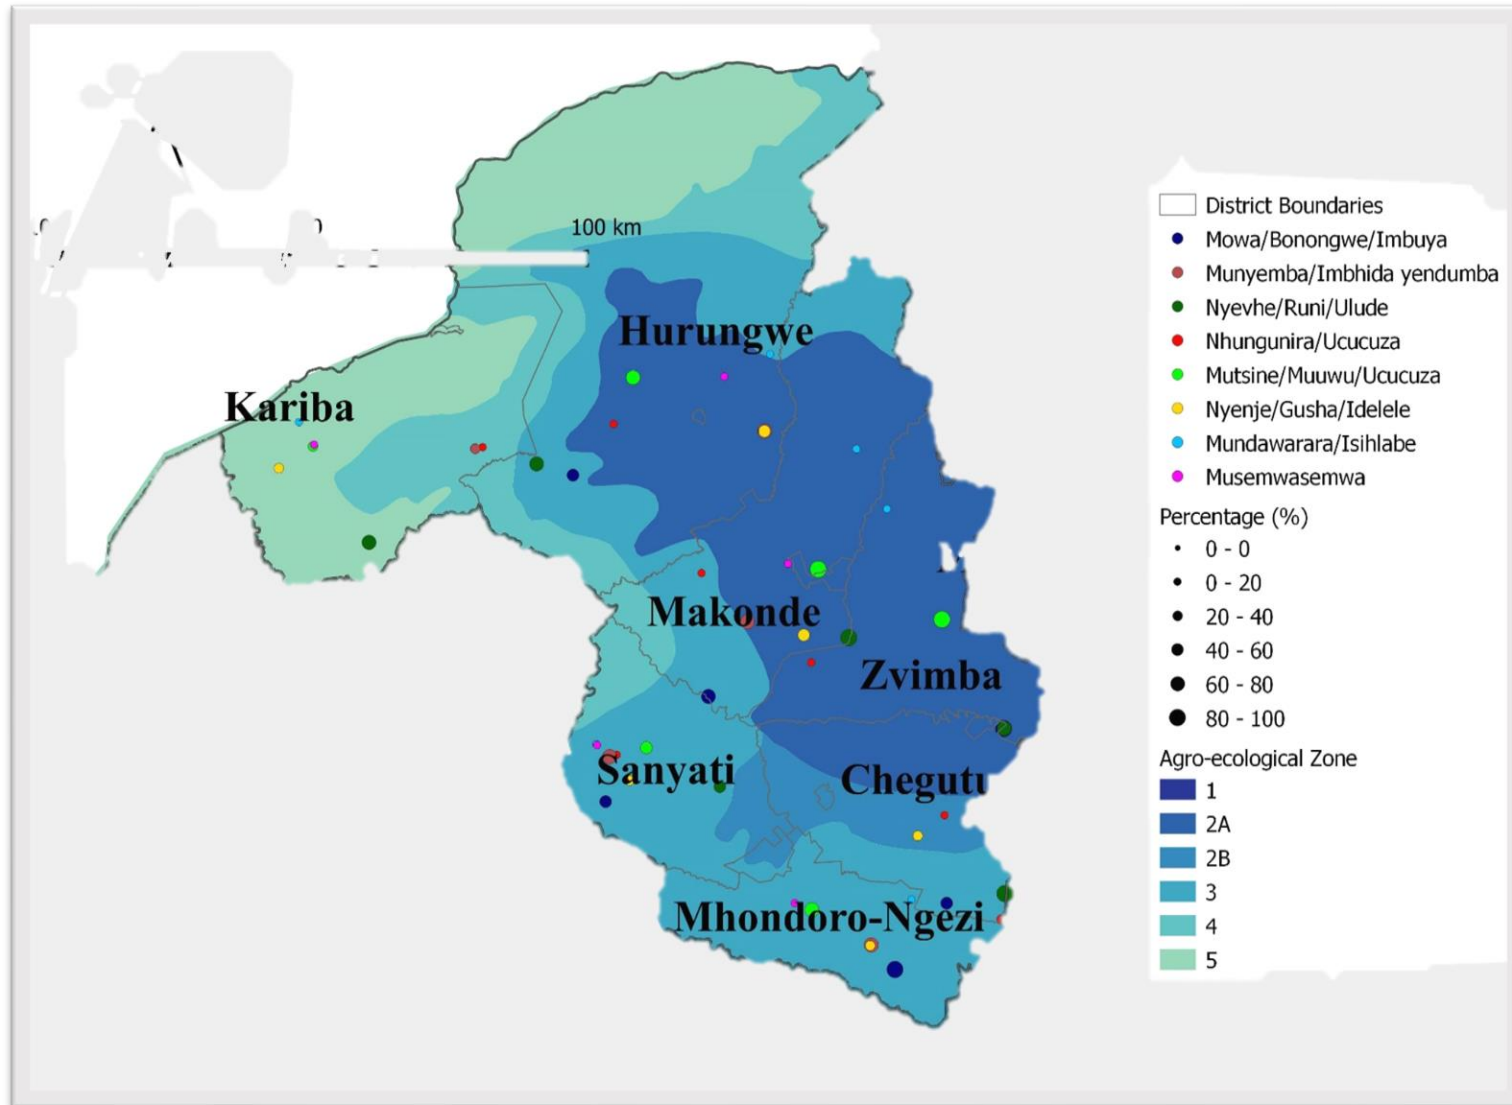 100 km
Hurungwe
Kariba
Makonde
Zvimba
Sanyati
Chegutu
Mhondoro-Ngezi
District Boundaries
Mowa/Bonongwe/Imbuya
Munyemba/Imbhida yendumba
Nyevhe/Runi/Ulude
Nhungunira/Ucucuza
Mutsine/Muuwu/Ucucuza
Nyenje/Gusha/Idelele
Mundawarara/Isihlabe
Musemwasemwa
Percentage (%)
0 - 0
0 - 20
20 - 40
40 - 60
60 - 80
80 - 100
Agro-ecological Zone
1
2A
2B
3
4
5